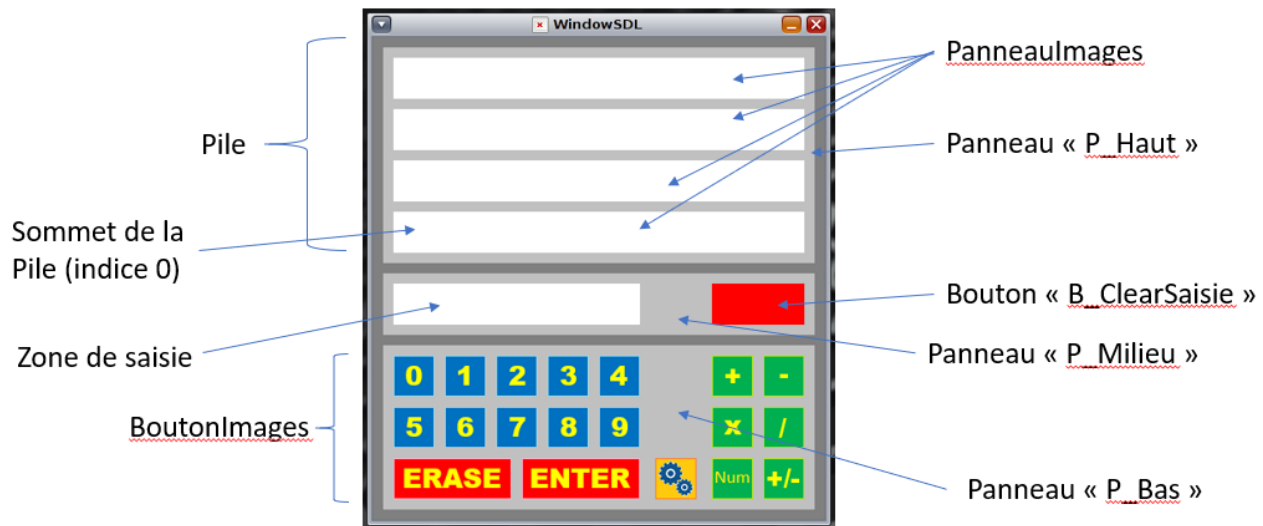 WindowSDL
PanneauImages
Panneau « P_Haut »
Pile
Sommet de la
Pile (indice 0)
Bouton « B_ClearSaisie »
Panneau « P_Milieu »
Zone de saisie
0 1 2 3 4 + -
5 6 7 8 9 x /
BoutonImages
ERASE ENTER Num +/-
Panneau « P_Bas »